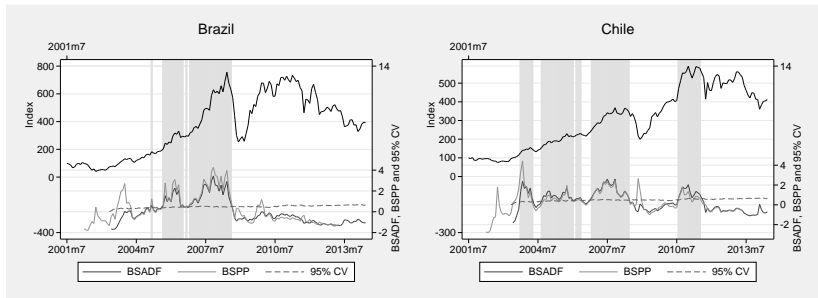 Brazil
2001m7
800
600
400
200
0
-400
Index
14
4
2
0
-2
BSADF, BSPP and 95% CV
2001m7 2004m7 2007m7 2010m7 2013m7
BSADF BSPP 95% CV
Chile
2001m7
500
400
300
200
100
0
-300
Index
14
4
2
0
-2
BSADF, BSPP and 95% CV
2001m7 2004m7 2007m7 2010m7 2013m7
BSADF BSPP 95% CV